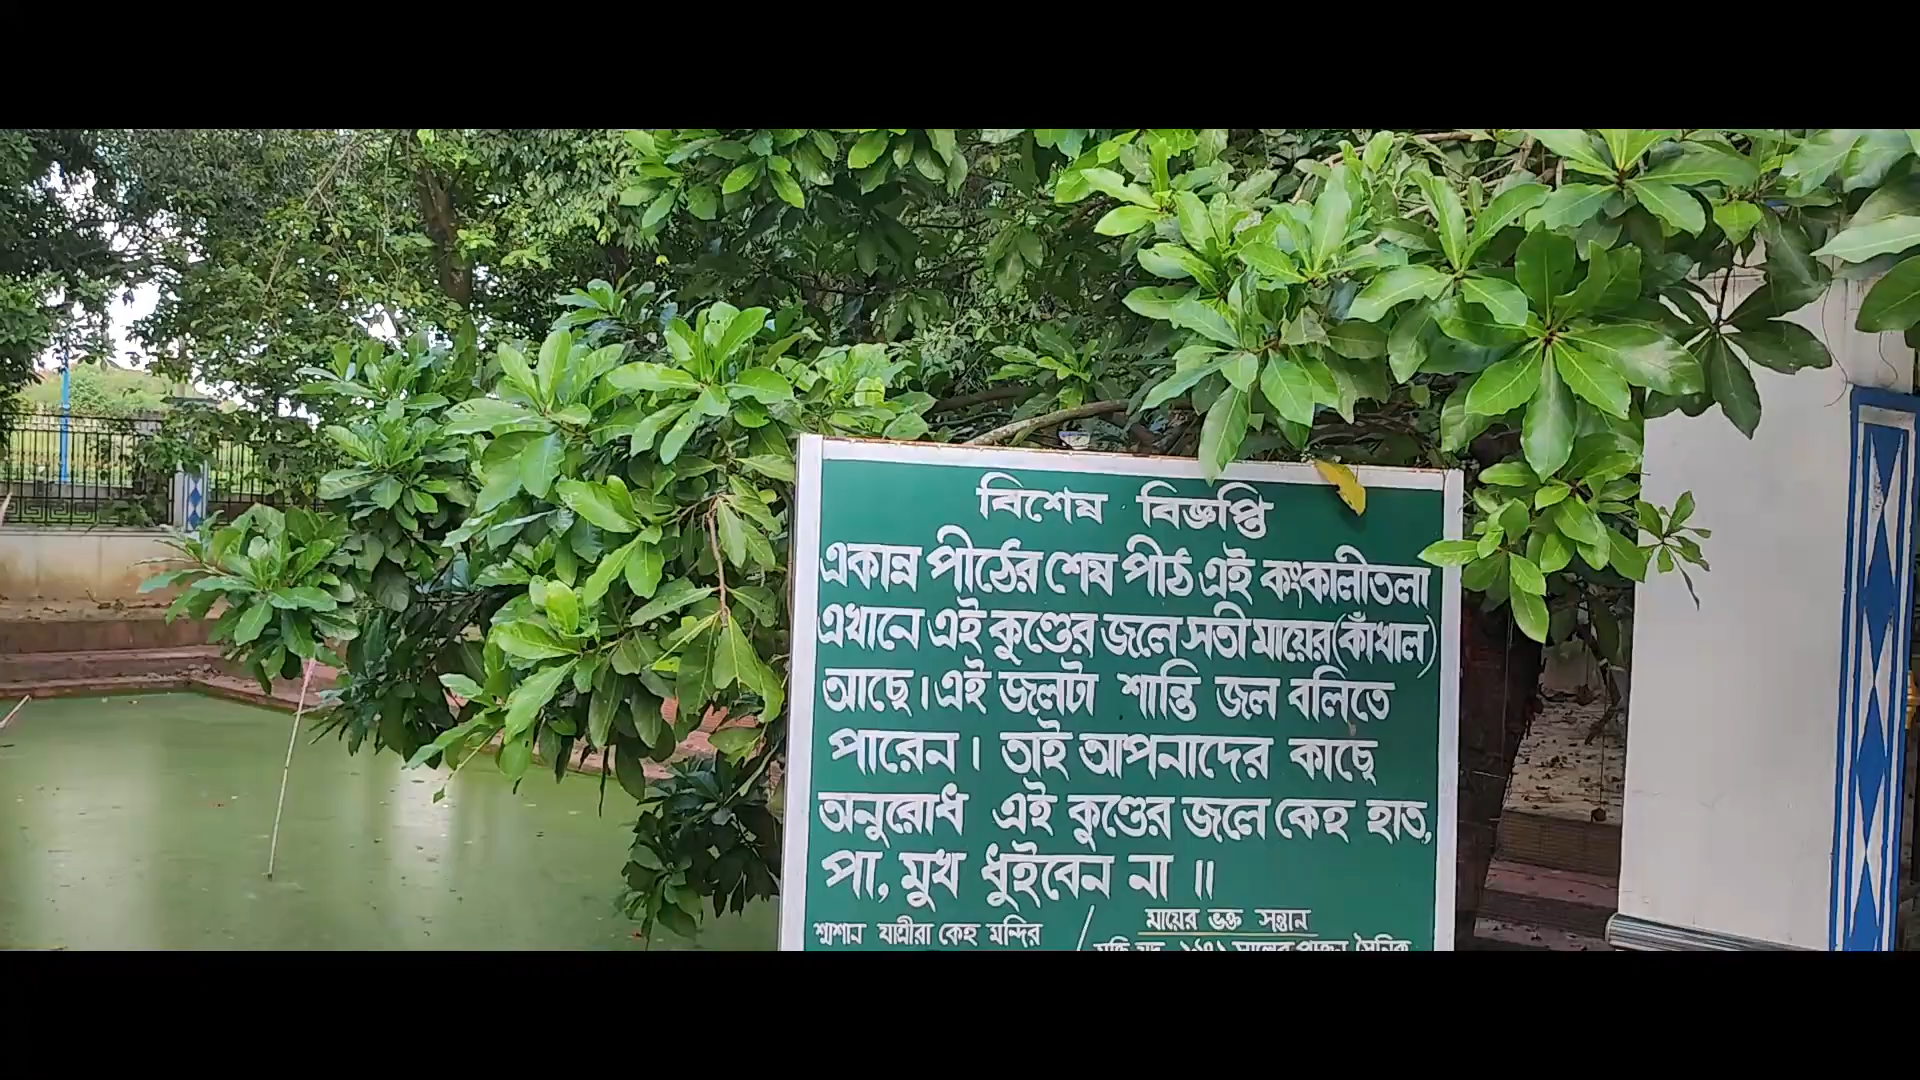 বিশেষ বিজ্ঞপ্তি
একান্ন পীঠের শেষ পীঠ এই কংকালীতলা
এখানে এই কুণ্ডের জলে সতী মায়ের(কাঁখাল)
আছে। এই জলটা শান্তি জল বলিতে
পারেন। তাই আপনাদের কাছে
অনুরোধ এই কুণ্ডের জলে কেহ হাত,
পা, মুখ ধুইবেন না ॥
শ্মশান যাত্রীরা কেহ মন্দির
মায়ের ভক্ত সন্তান